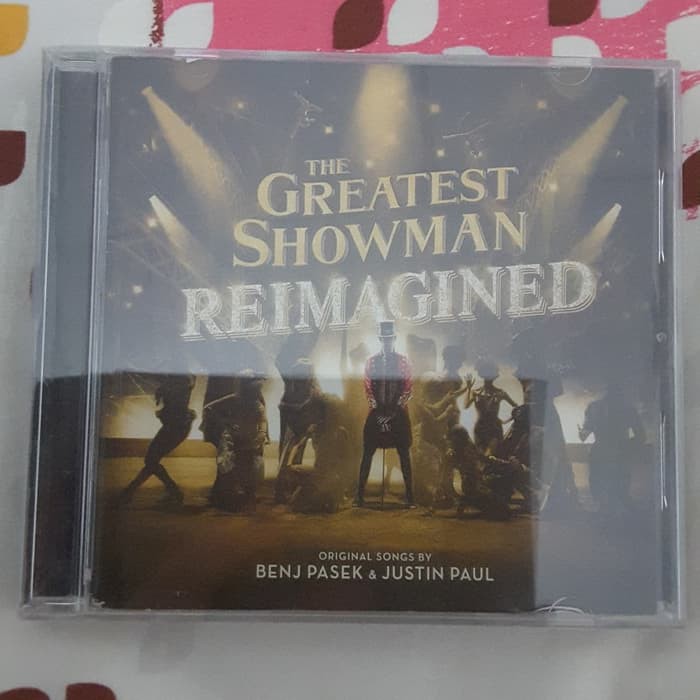 THE
GREATEST
SHOWMAN
REIMAGINED
ORIGINAL SONGS BY
BENJ PASEK & JUSTIN PAUL